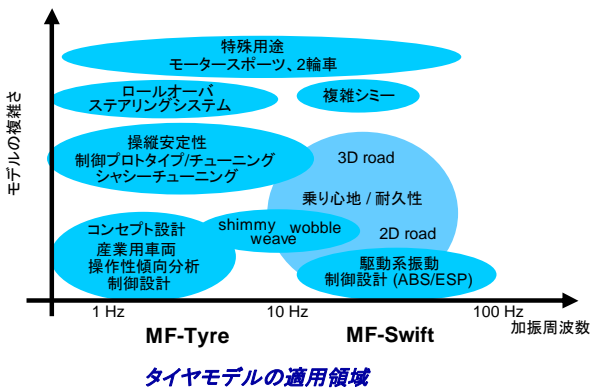 特殊用途
モータースポーツ、2輪車
ロールオーバ
ステアリングシステム
複雑シミー
モデルの複雑さ
操縦安定性
制御プロトタイプ/チューニング
シャシーチューニング
3D road
乗り心地 / 耐久性
shimmy wobble
weave
2D road
コンセプト設計
産業用車両
操作性傾向分析
制御設計
駆動系振動
制御設計 (ABS/ESP)
1 Hz
10 Hz
100 Hz
加振周波数
MF-Tyre
MF-Swift
タイヤモデルの適用領域